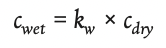 c_wet = k_w × c_dry